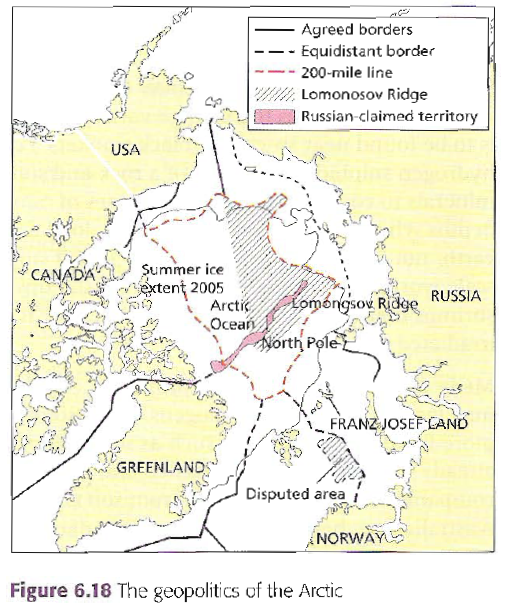 Agreed borders
Equidistant border
200-mile line
Lomonosov Ridge
Russian-claimed territory
USA
CANADA
Summer ice
extent 2005
Arctic
Ocean
Lomongsov Ridge
RUSSIA
North Pole
FRANZ JOSEF LAND
GREENLAND
Disputed area
NORWAY
Figure 6.18 The geopolitics of the Arctic